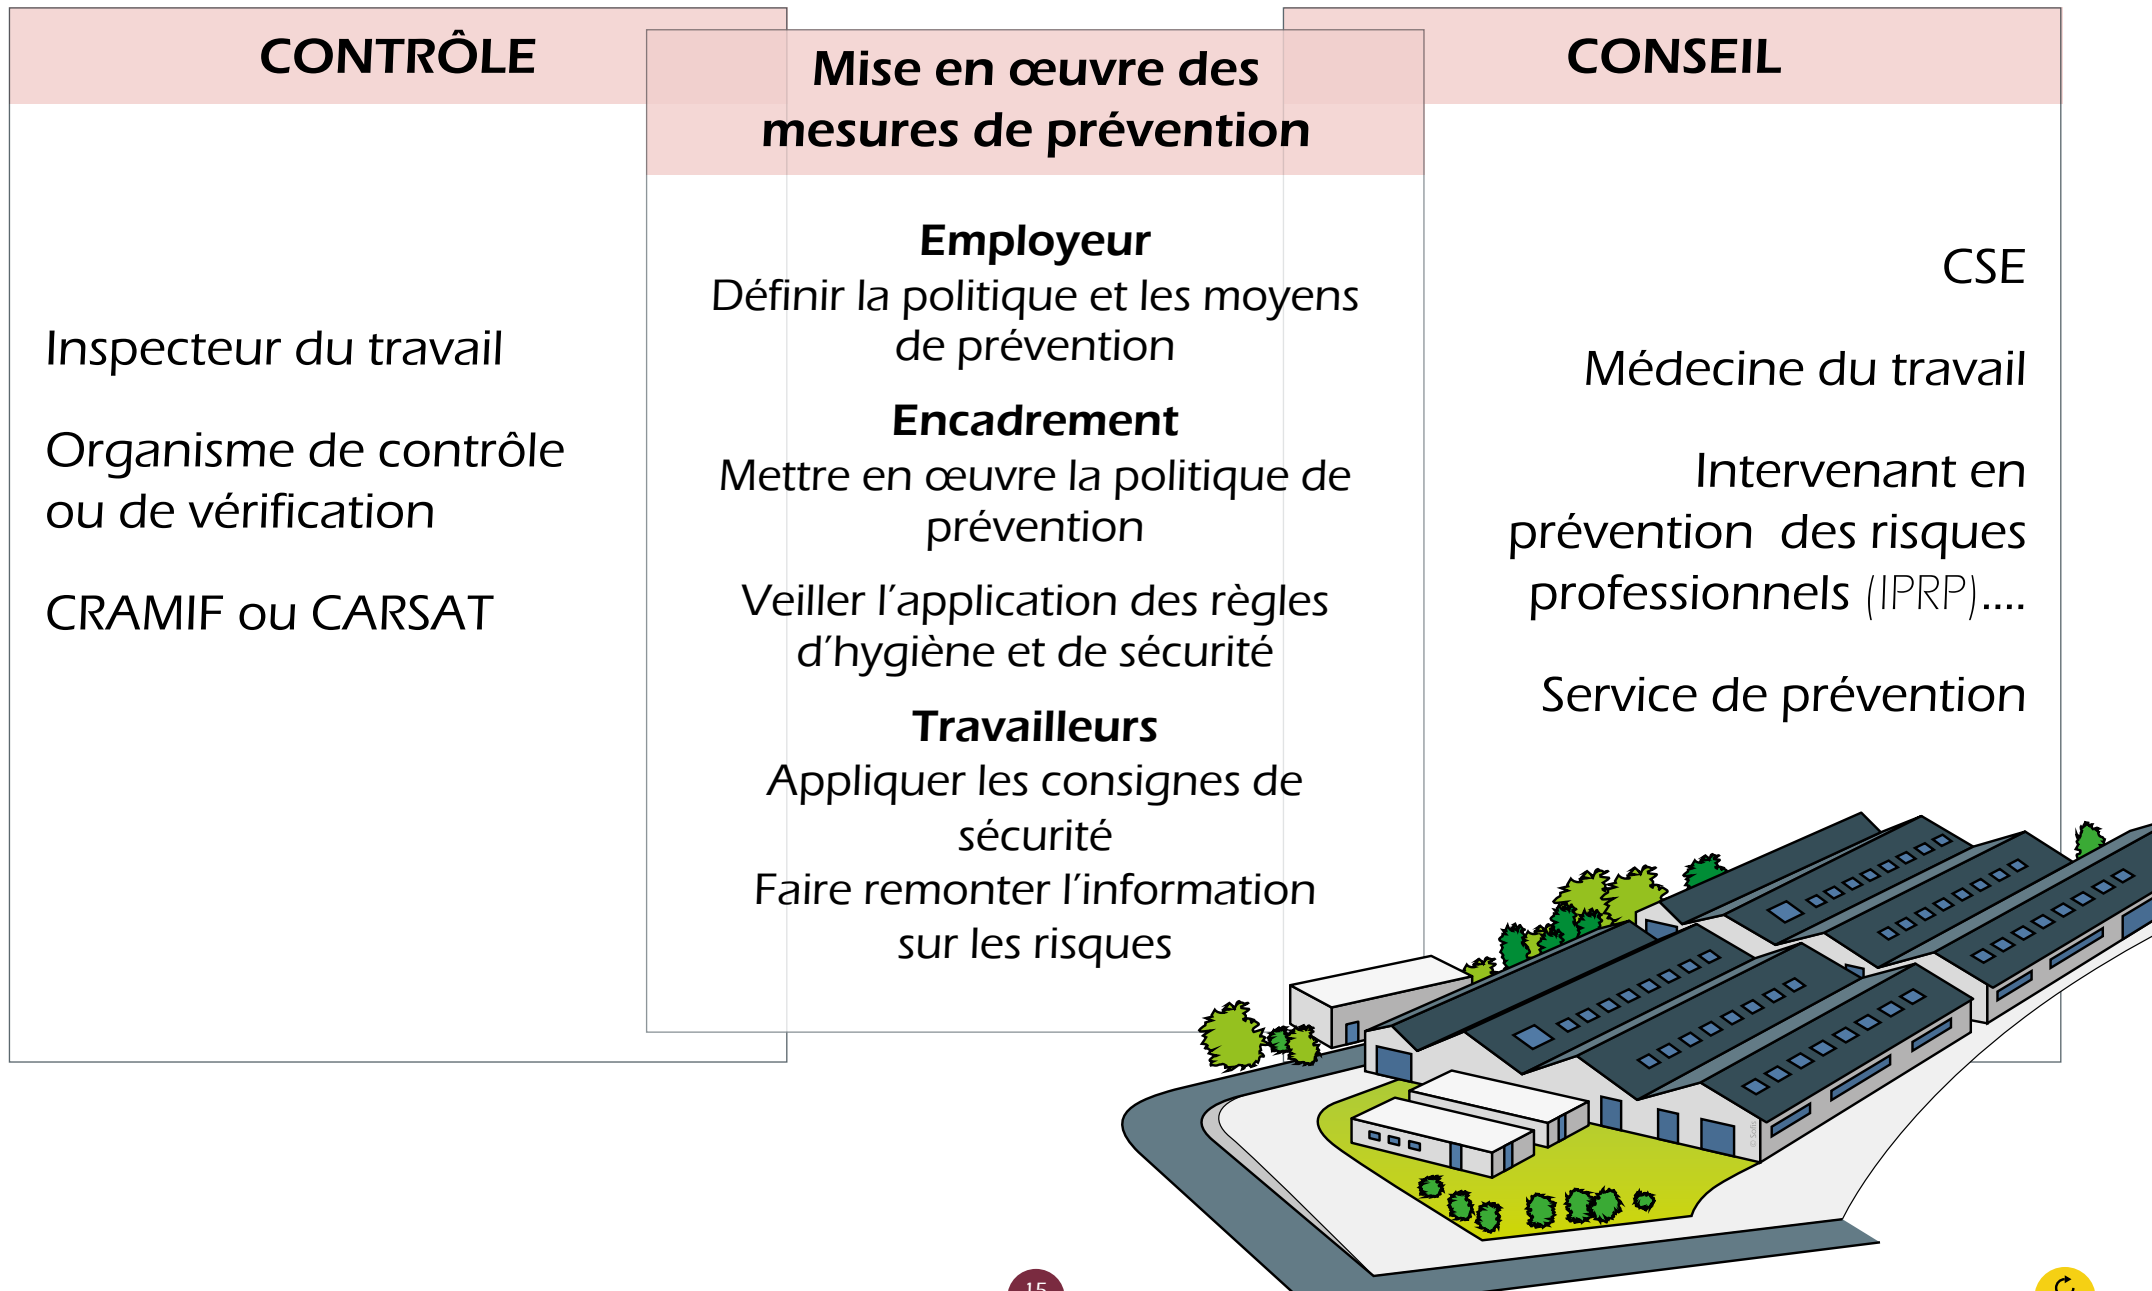 CONTRÔLE
Inspecteur du travail
Organisme de contrôle
ou de vérification
CRAMIF ou CARSAT
Mise en œuvre des
mesures de prévention
Employeur
Définir la politique et les moyens
de prévention
Encadrement
Mettre en œuvre la politique de
prévention
Veiller l’application des règles
d’hygiène et de sécurité
Travailleurs
Appliquer les consignes de
sécurité
Faire remonter l’information
sur les risques
CONSEIL
CSE
Médecine du travail
Intervenant en
prévention  des risques
professionnels (IPRP)....
Service de prévention
© Sofis
15